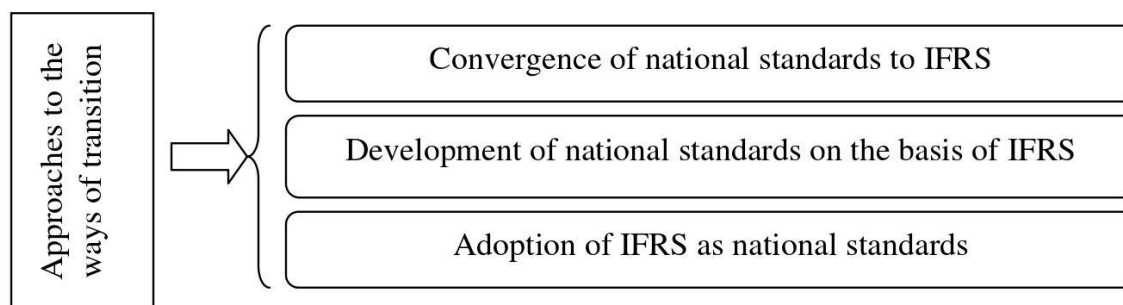 Approaches to the
ways of transition
Convergence of national standards to IFRS
Development of national standards on the basis of IFRS
Adoption of IFRS as national standards